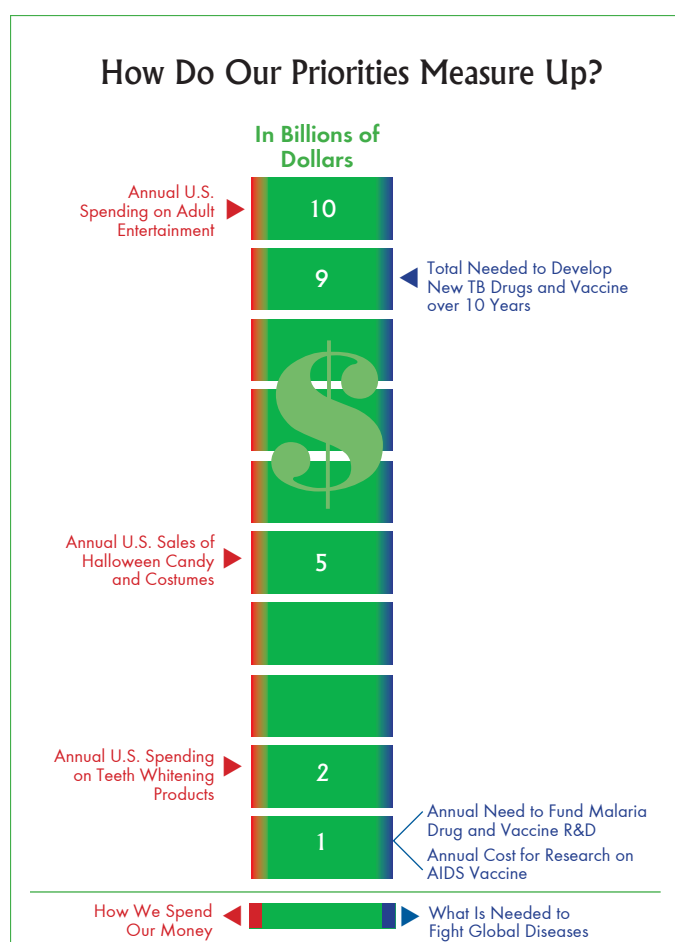 How Do Our Priorities Measure Up?
In Billions of
Dollars
Annual U.S.
Spending on Adult
Entertainment
10
9
Total Needed to Develop
New TB Drugs and Vaccine
over 10 Years
$
Annual U.S. Sales of
Halloween Candy
and Costumes
5
Annual U.S. Spending
on Teeth Whitening
Products
2
1
Annual Need to Fund Malaria
Drug and Vaccine R&D
Annual Cost for Research on
AIDS Vaccine
How We Spend
Our Money
What Is Needed to
Fight Global Diseases